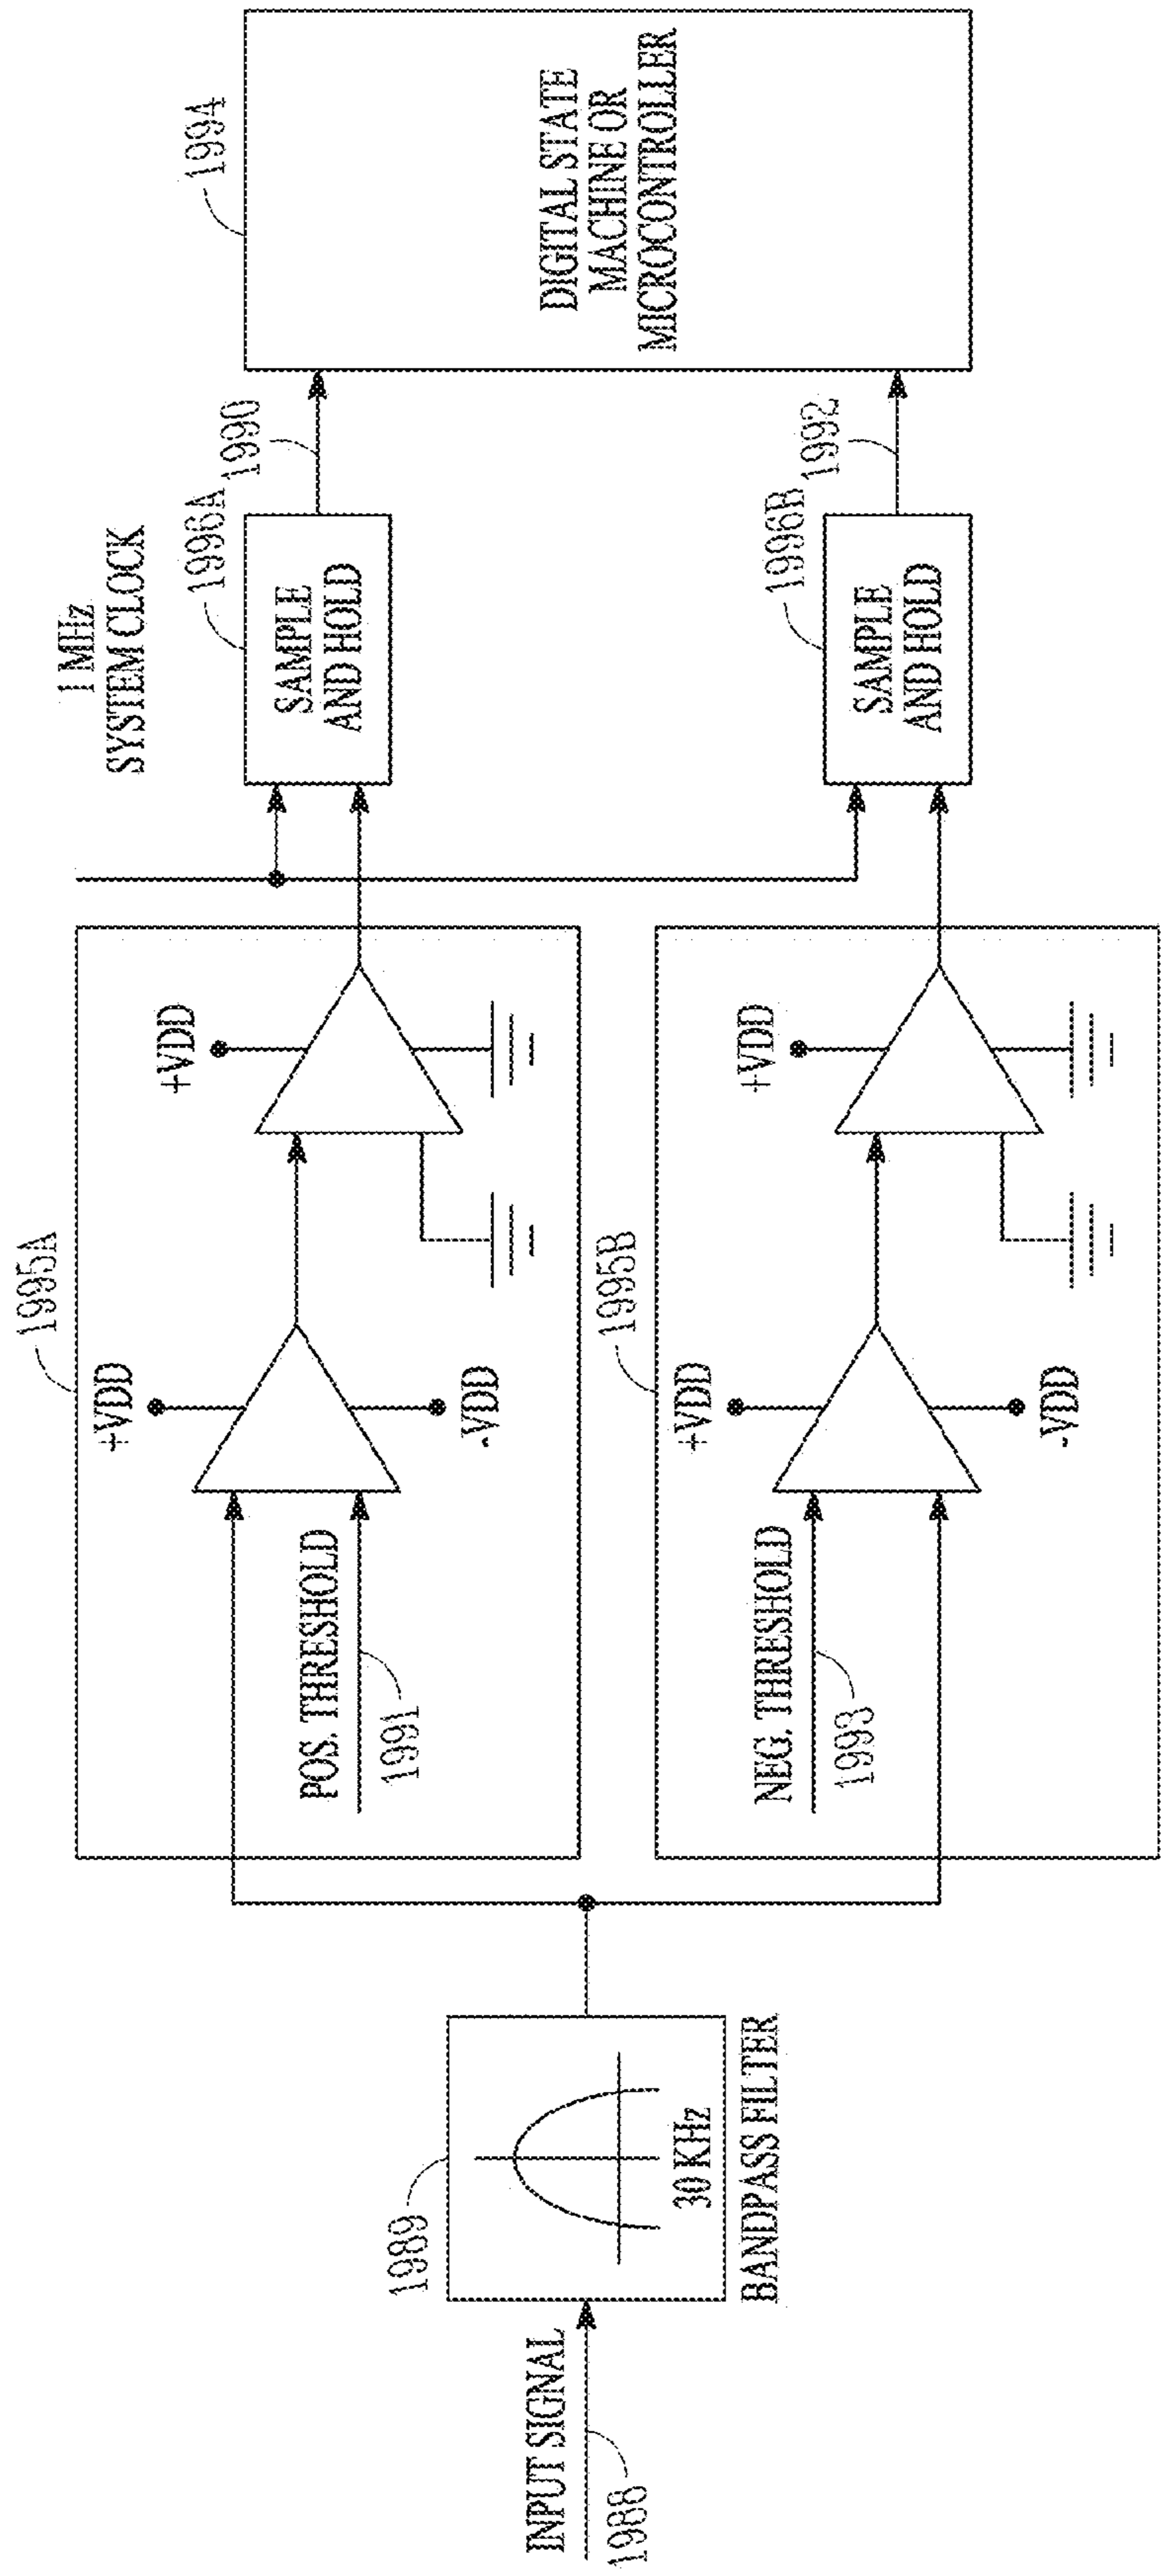 INPUT SIGNAL
1988
1989
30 KHz
BANDPASS FILTER
1995A
POS. THRESHOLD
1991
+VDD
-VDD
+VDD
1995B
NEG. THRESHOLD
1993
+VDD
-VDD
+VDD
1 MHz
SYSTEM CLOCK
1996A
SAMPLE
AND HOLD
1990
1996B
SAMPLE
AND HOLD
1992
1994
DIGITAL STATE
MACHINE OR
MICROCONTROLLER